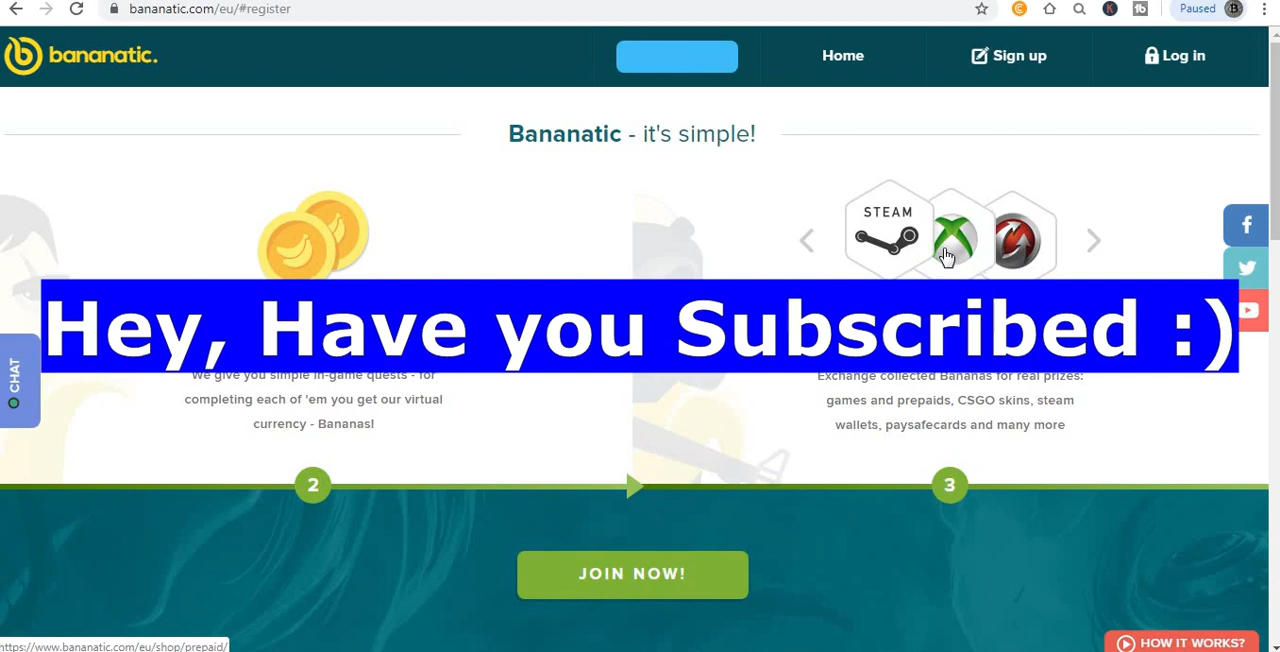 bananatic.com/eu/#register
Paused
bananatic.
Home
Sign up
Log in
Bananatic - it's simple!
STEAM
Hey, Have you Subscribed :)
CHAT
We give you simple in-game quests - for
completing each of 'em you get our virtual
currency - Bananas!
Exchange collected Bananas for real prizes:
games and prepaids, CSGO skins, steam
wallets, paysafecards and many more
2
3
JOIN NOW!
https://www.bananatic.com/eu/shop/prepaid/
HOW IT WORKS?